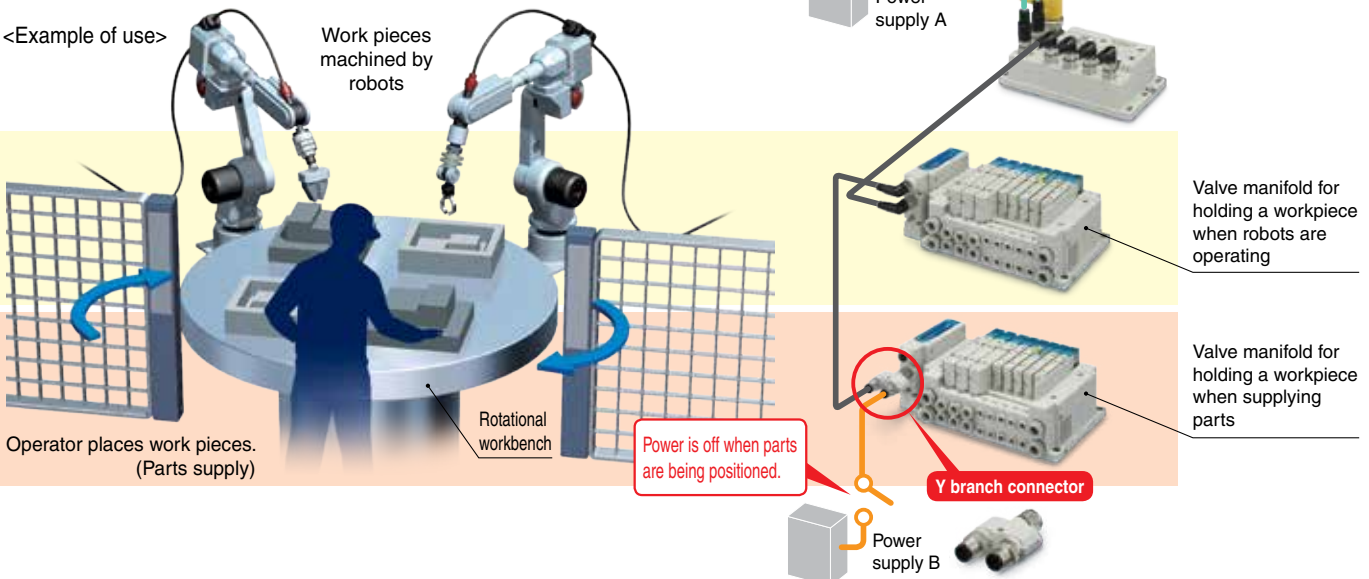 <Example of use>
Work pieces
machined by
robots
Power
supply A
Valve manifold for
holding a workpiece
when robots are
operating
Valve manifold for
holding a workpiece
when supplying
parts
Rotational
workbench
Operator places work pieces.
(Parts supply)
Power is off when parts
are being positioned.
Y branch connector
Power
supply B